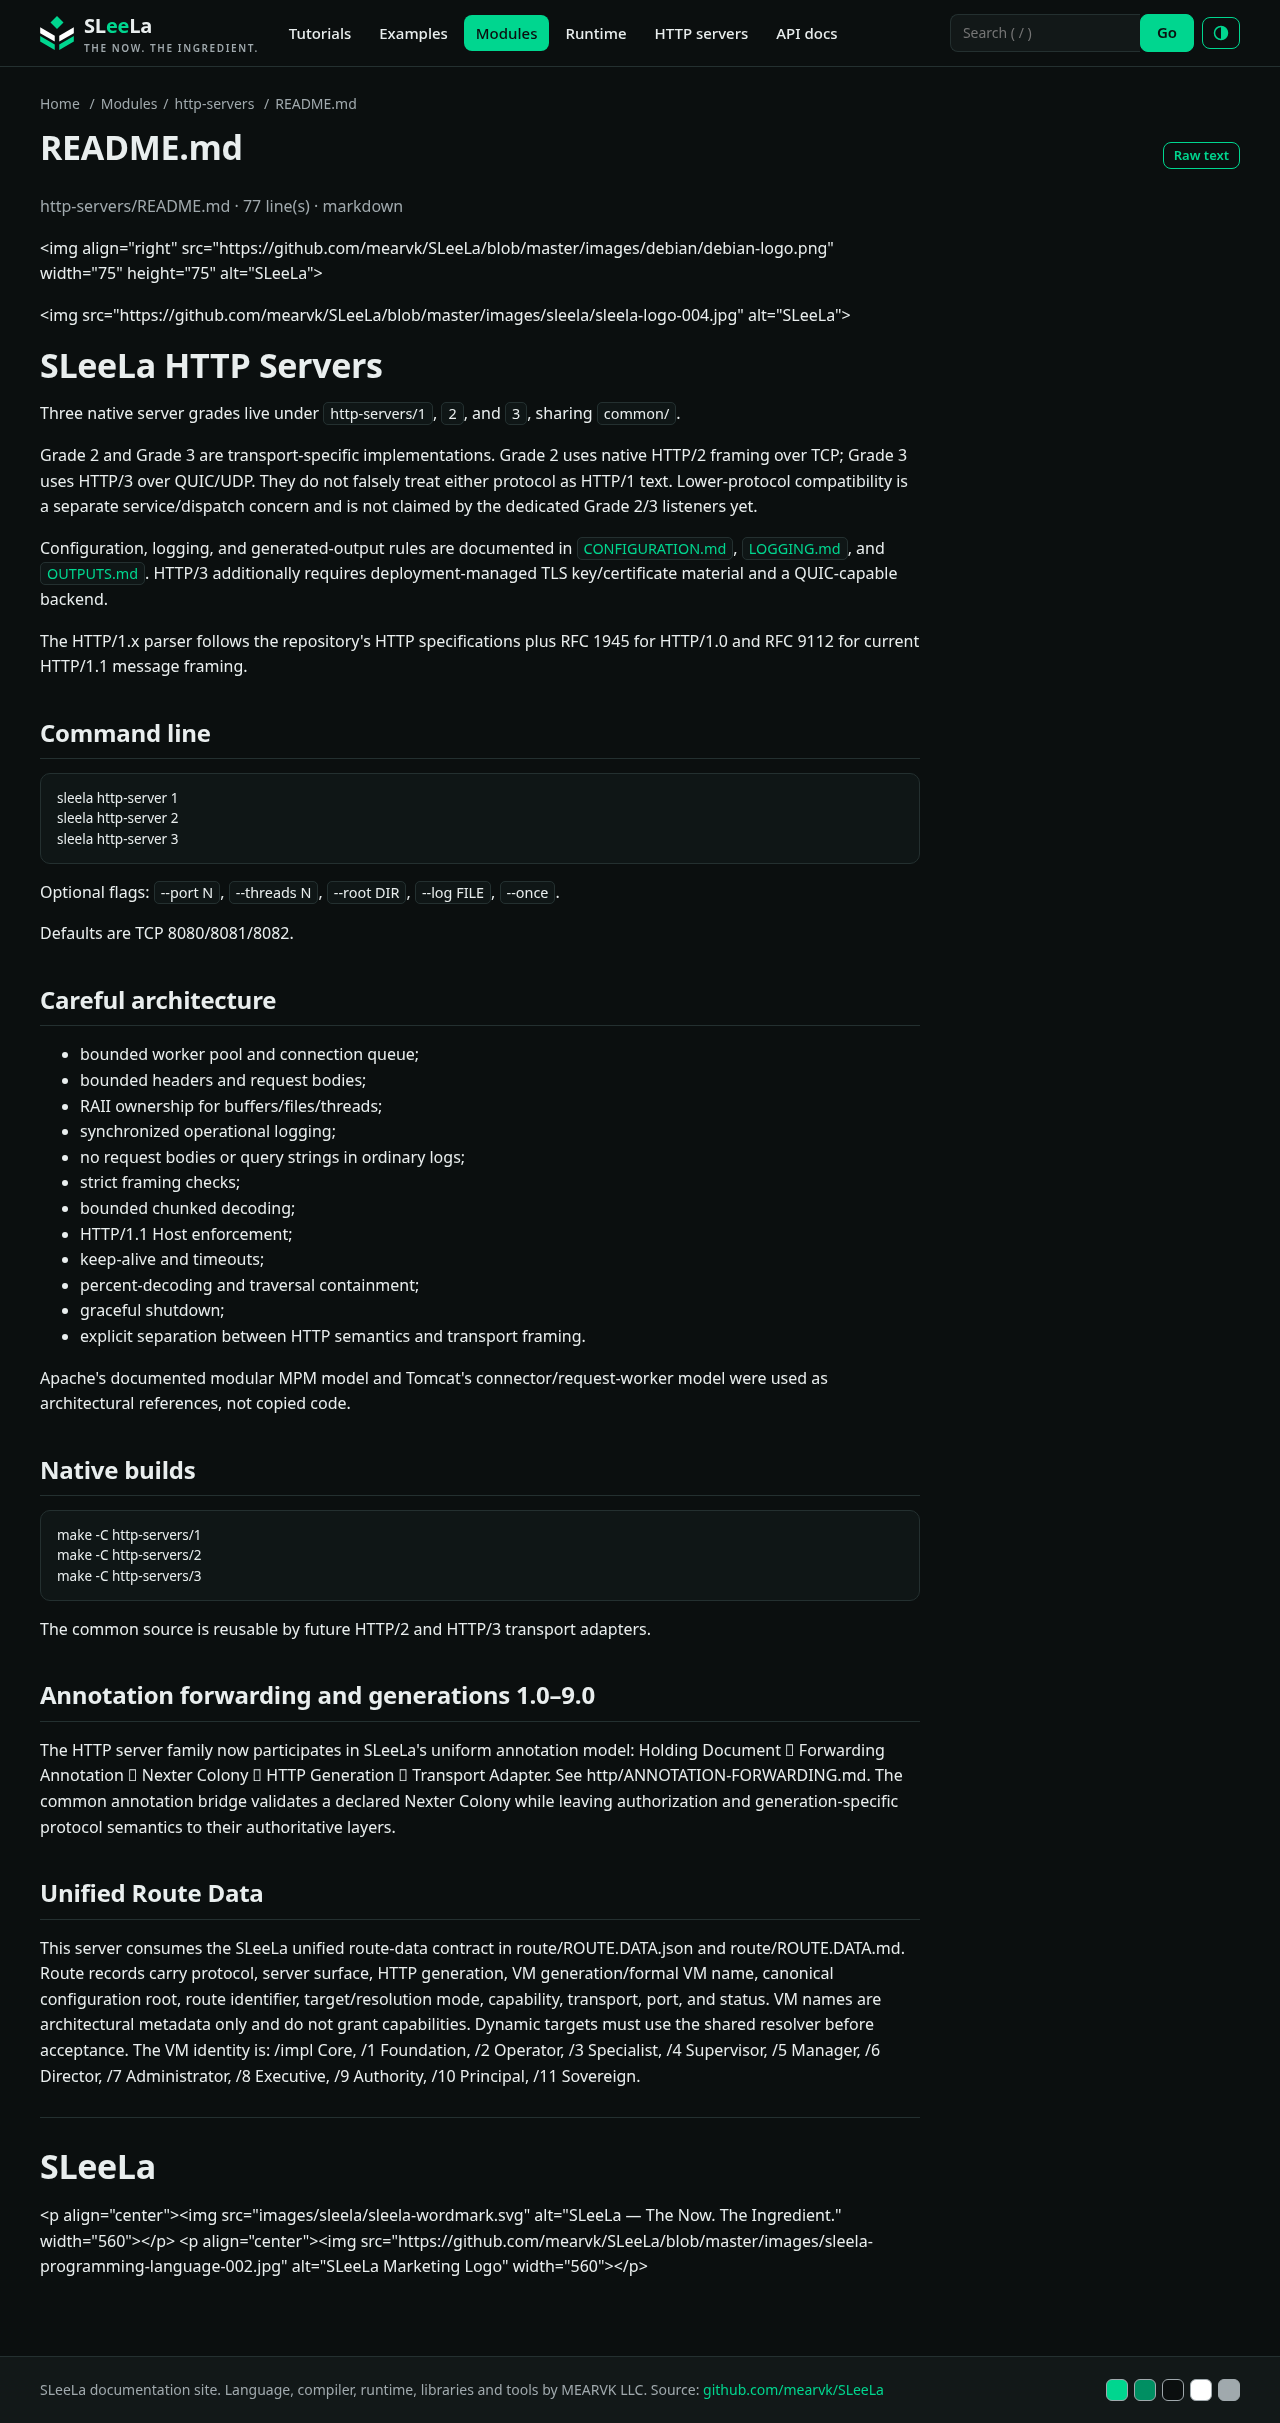 SLeeLa
THE NOW. THE INGREDIENT.
Tutorials Examples Modules Runtime HTTP servers API docs
Search ( / ) Go
Home / Modules / http-servers / README.md
README.md
Raw text
http-servers/README.md · 77 line(s) · markdown
<img align="right" src="https://github.com/mearvk/SLeeLa/blob/master/images/debian/debian-logo.png"
width="75" height="75" alt="SLeeLa">
<img src="https://github.com/mearvk/SLeeLa/blob/master/images/sleela/sleela-logo-004.jpg" alt="SLeeLa">
SLeeLa HTTP Servers
Three native server grades live under http-servers/1, 2, and 3, sharing common/.
Grade 2 and Grade 3 are transport-specific implementations. Grade 2 uses native HTTP/2 framing over TCP; Grade 3
uses HTTP/3 over QUIC/UDP. They do not falsely treat either protocol as HTTP/1 text. Lower-protocol compatibility is
a separate service/dispatch concern and is not claimed by the dedicated Grade 2/3 listeners yet.
Configuration, logging, and generated-output rules are documented in CONFIGURATION.md, LOGGING.md, and
OUTPUTS.md. HTTP/3 additionally requires deployment-managed TLS key/certificate material and a QUIC-capable
backend.
The HTTP/1.x parser follows the repository's HTTP specifications plus RFC 1945 for HTTP/1.0 and RFC 9112 for current
HTTP/1.1 message framing.
Command line
sleela http-server 1
sleela http-server 2
sleela http-server 3
Optional flags: --port N, --threads N, --root DIR, --log FILE, --once.
Defaults are TCP 8080/8081/8082.
Careful architecture
• bounded worker pool and connection queue;
• bounded headers and request bodies;
• RAII ownership for buffers/files/threads;
• synchronized operational logging;
• no request bodies or query strings in ordinary logs;
• strict framing checks;
• bounded chunked decoding;
• HTTP/1.1 Host enforcement;
• keep-alive and timeouts;
• percent-decoding and traversal containment;
• graceful shutdown;
• explicit separation between HTTP semantics and transport framing.
Apache's documented modular MPM model and Tomcat's connector/request-worker model were used as
architectural references, not copied code.
Native builds
make -C http-servers/1
make -C http-servers/2
make -C http-servers/3
The common source is reusable by future HTTP/2 and HTTP/3 transport adapters.
Annotation forwarding and generations 1.0–9.0
The HTTP server family now participates in SLeeLa's uniform annotation model: Holding Document ▯ Forwarding
Annotation ▯ Nexter Colony ▯ HTTP Generation ▯ Transport Adapter. See http/ANNOTATION-FORWARDING.md. The
common annotation bridge validates a declared Nexter Colony while leaving authorization and generation-specific
protocol semantics to their authoritative layers.
Unified Route Data
This server consumes the SLeeLa unified route-data contract in route/ROUTE.DATA.json and route/ROUTE.DATA.md.
Route records carry protocol, server surface, HTTP generation, VM generation/formal VM name, canonical
configuration root, route identifier, target/resolution mode, capability, transport, port, and status. VM names are
architectural metadata only and do not grant capabilities. Dynamic targets must use the shared resolver before
acceptance. The VM identity is: /impl Core, /1 Foundation, /2 Operator, /3 Specialist, /4 Supervisor, /5 Manager, /6
Director, /7 Administrator, /8 Executive, /9 Authority, /10 Principal, /11 Sovereign.
SLeeLa
<p align="center"><img src="images/sleela/sleela-wordmark.svg" alt="SLeeLa — The Now. The Ingredient."
width="560"></p> <p align="center"><img src="https://github.com/mearvk/SLeeLa/blob/master/images/sleela-
programming-language-002.jpg" alt="SLeeLa Marketing Logo" width="560"></p>
SLeeLa documentation site. Language, compiler, runtime, libraries and tools by MEARVK LLC. Source: github.com/mearvk/SLeeLa